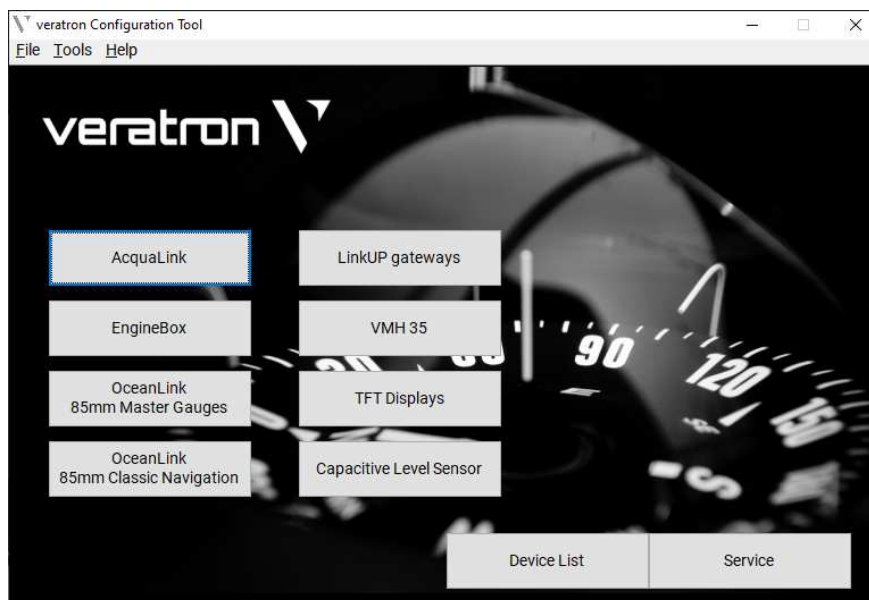 veratron Configuration Tool
File Tools Help
veratron
AcquaLink
LinkUP gateways
EngineBox
VMH 35
OceanLink
85mm Master Gauges
TFT Displays
OceanLink
85mm Classic Navigation
Capacitive Level Sensor
90
120
150
Device List
Service